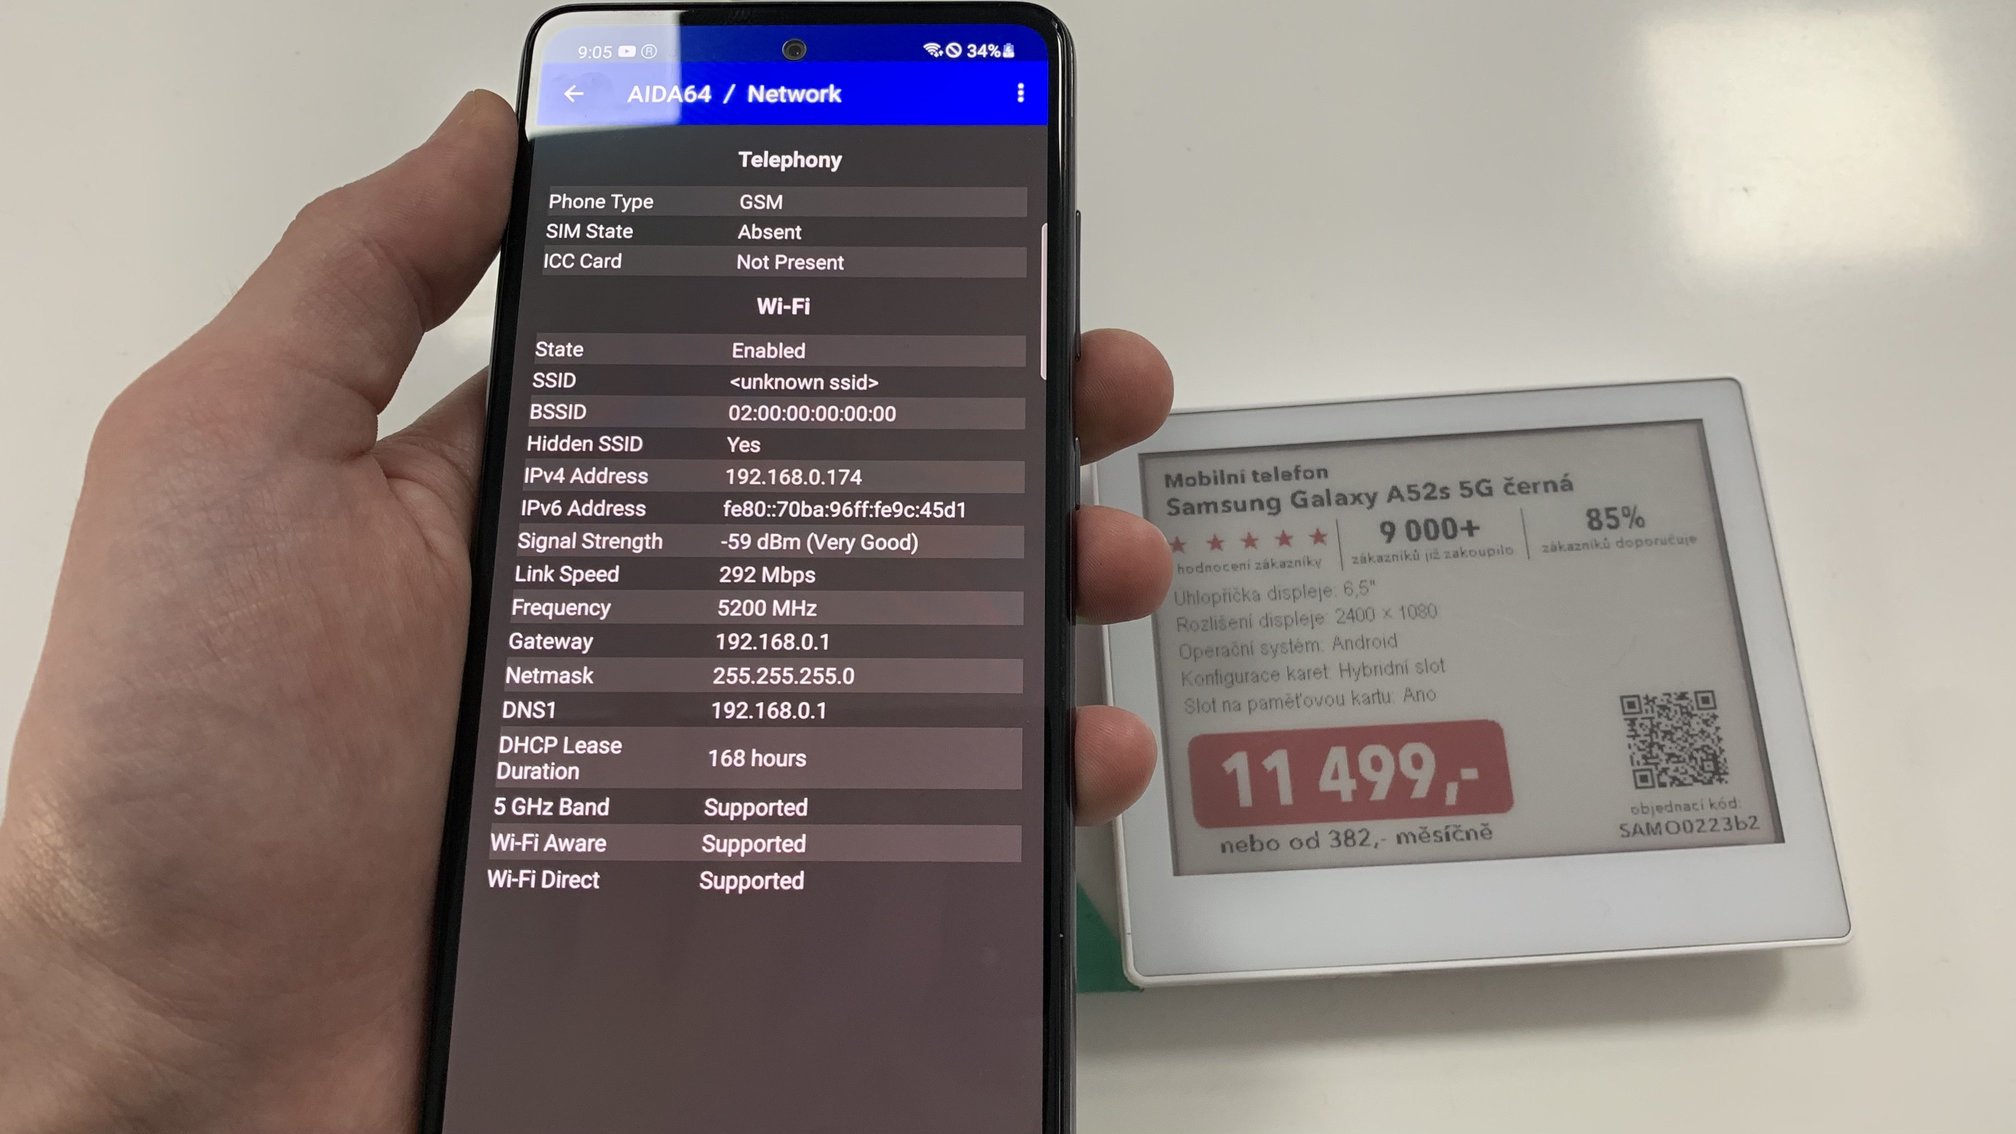 9:05 34%
AIDA64 / Network
Telephony
Phone Type GSM
SIM State Absent
ICC Card Not Present
Wi-Fi
State Enabled
SSID <unknown ssid>
BSSID 02:00:00:00:00:00
Hidden SSID Yes
IPv4 Address 192.168.0.174
IPv6 Address fe80::70ba:96ff:fe9c:45d1
Signal Strength -59 dBm (Very Good)
Link Speed 292 Mbps
Frequency 5200 MHz
Gateway 192.168.0.1
Netmask 255.255.255.0
DNS1 192.168.0.1
DHCP Lease
Duration 168 hours
5 GHz Band Supported
Wi-Fi Aware Supported
Wi-Fi Direct Supported
Mobilní telefon
Samsung Galaxy A52s 5G černá
9 000+ 85%
hodnocení zákazníky zákazníků již zakoupilo zákazníků doporučuje
Úhlopříčka displeje: 6,5"
Rozlišení displeje: 2400 × 1080
Operační systém: Android
Konfigurace karet: Hybridní slot
Slot na paměťovou kartu: Ano
11 499,-
nebo od 382,- měsíčně
objednací kód:
SAMO0223b2